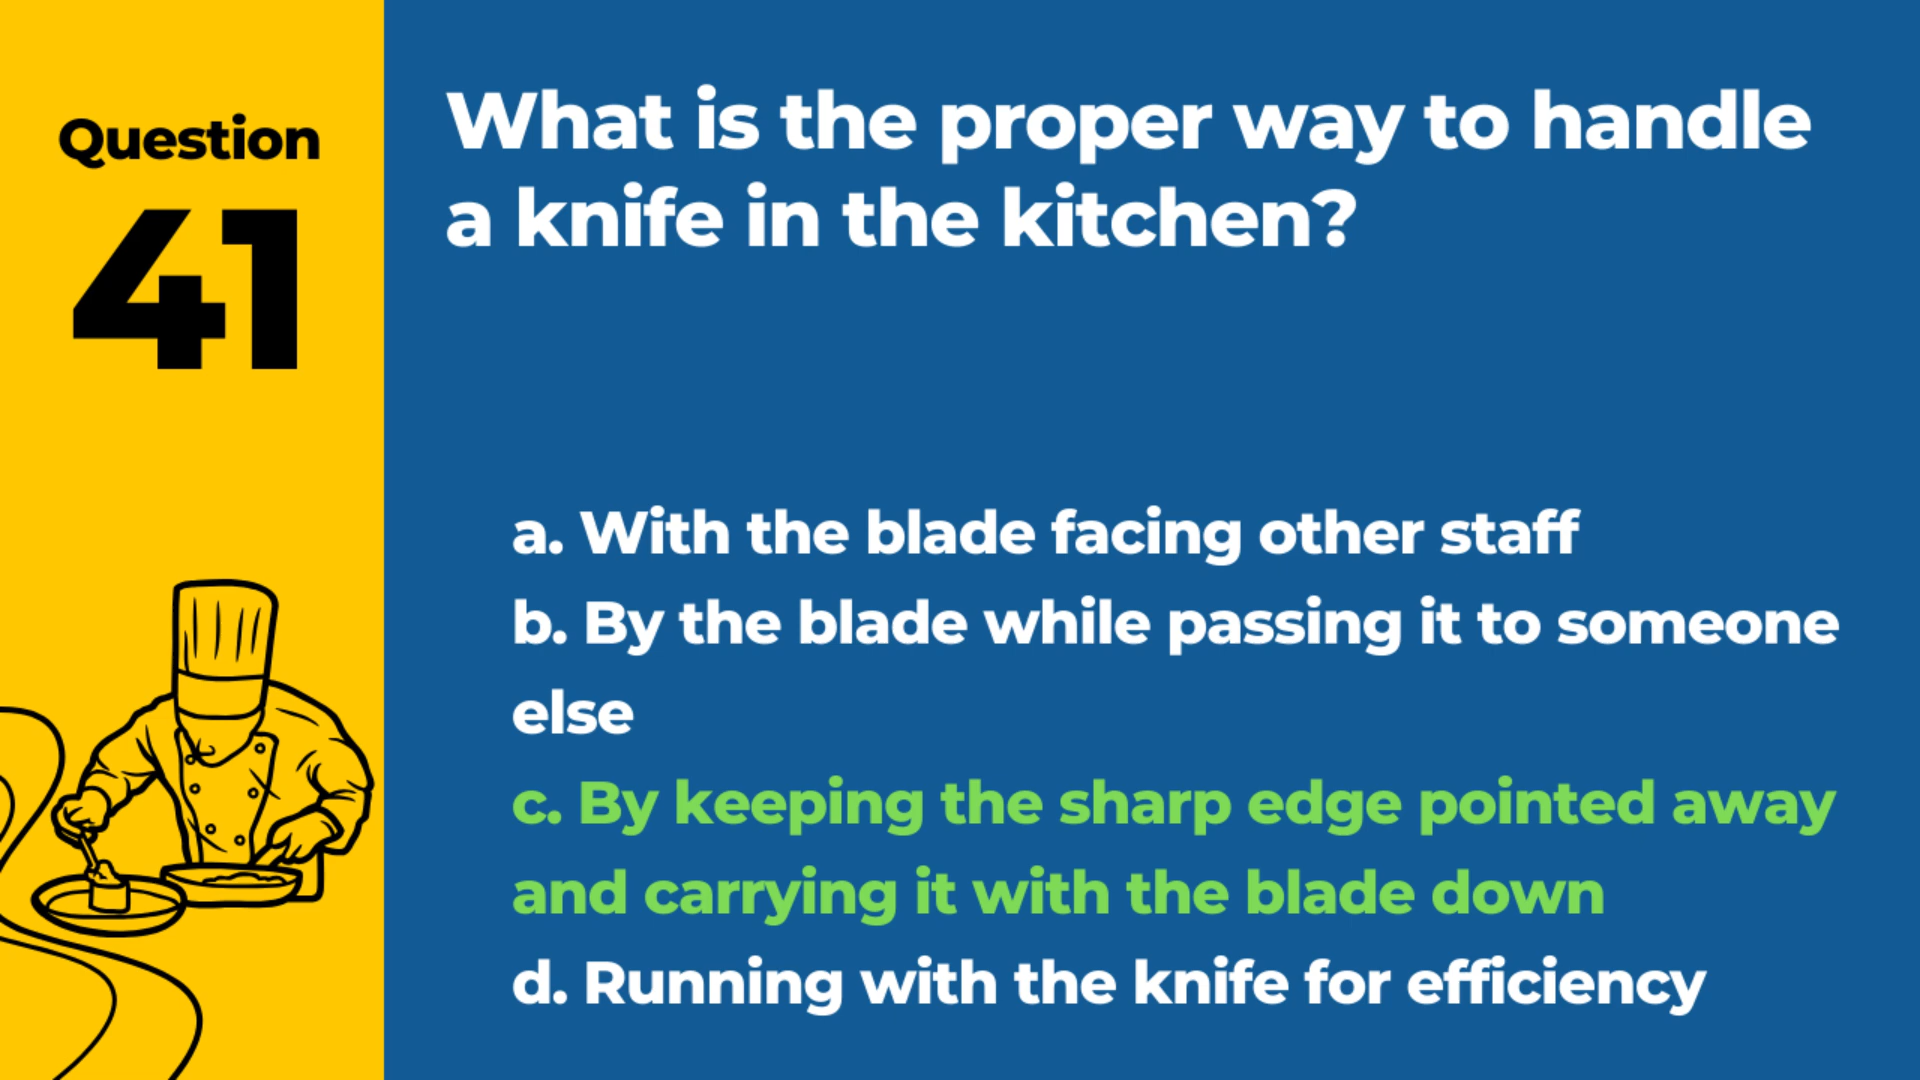 Question
41
What is the proper way to handle
a knife in the kitchen?
a. With the blade facing other staff
b. By the blade while passing it to someone
else
c. By keeping the sharp edge pointed away
and carrying it with the blade down
d. Running with the knife for efficiency